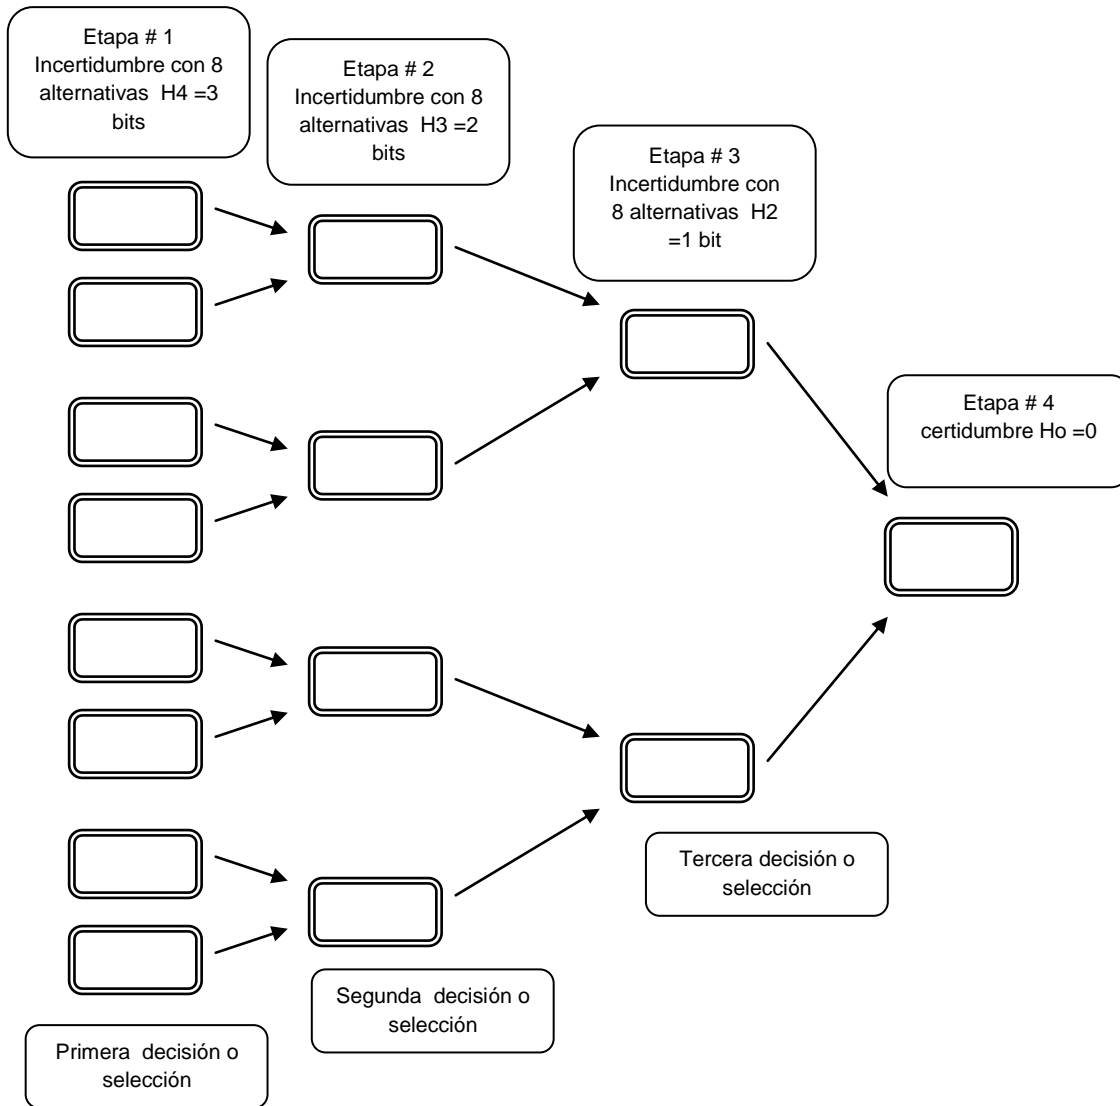 Etapa # 1
Incertidumbre con 8
alternativas H4 =3
bits
Etapa # 2
Incertidumbre con 8
alternativas H3 =2
bits
Etapa # 3
Incertidumbre con
8 alternativas H2
=1 bit
Etapa # 4
certidumbre Ho =0
Tercera decisión o
selección
Segunda decisión o
selección
Primera decisión o
selección